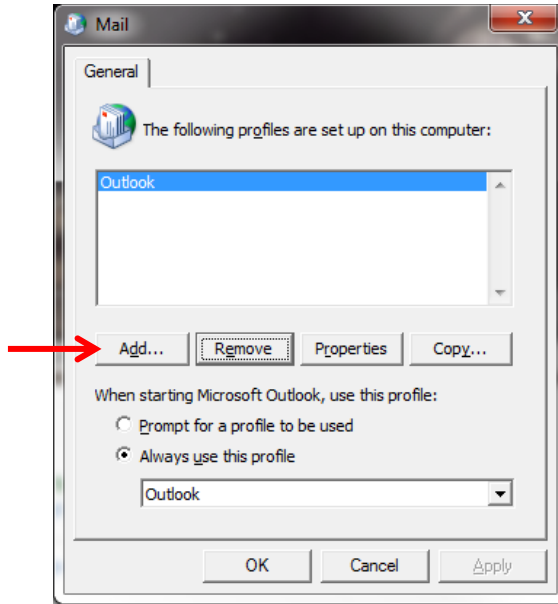 Mail
General
The following profiles are set up on this computer:
Outlook
Add... Remove Properties Copy...
When starting Microsoft Outlook, use this profile:
Prompt for a profile to be used
Always use this profile
Outlook
OK Cancel Apply